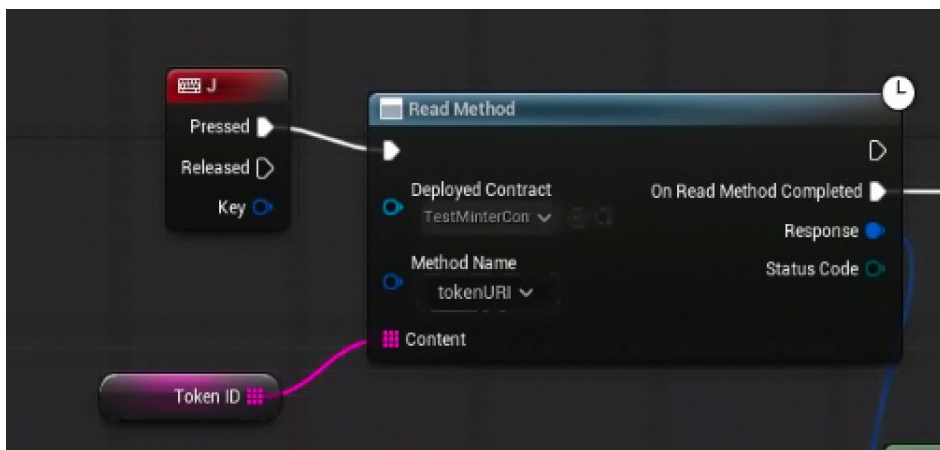 J
Pressed
Released
Key
Read Method
Deployed Contract
TestMinterCon
Method Name
tokenURI
Content
On Read Method Completed
Response
Status Code
Token ID